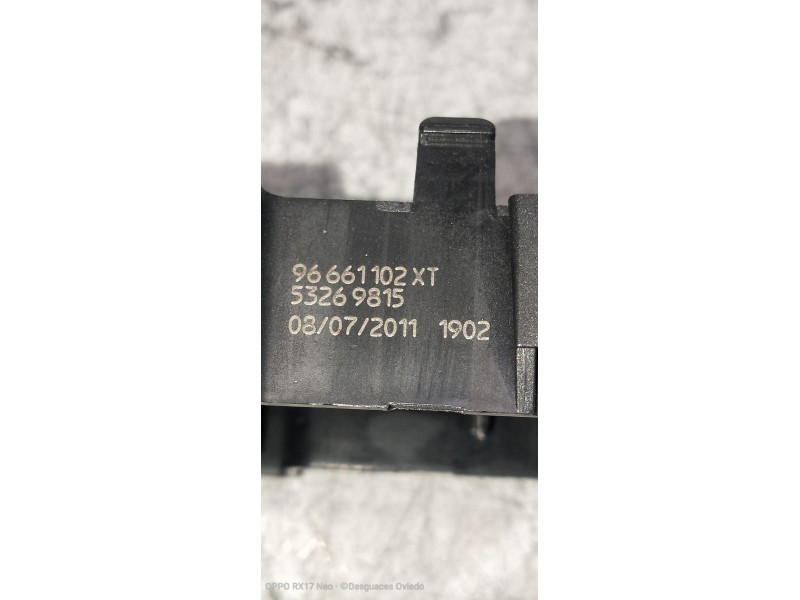 96 661 102 XT
5326 9815
08/07/2011 1902
OPPO RX17 Neo · ©Desguaces Oviedo